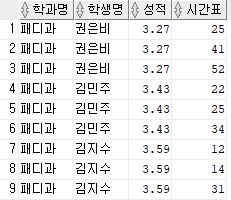 학과명 학생명 성적 시간표
1 패디과 권은비 3.27 25
2 패디과 권은비 3.27 41
3 패디과 권은비 3.27 52
4 패디과 김민주 3.43 22
5 패디과 김민주 3.43 25
6 패디과 김민주 3.43 34
7 패디과 김지수 3.59 12
8 패디과 김지수 3.59 14
9 패디과 김지수 3.59 31